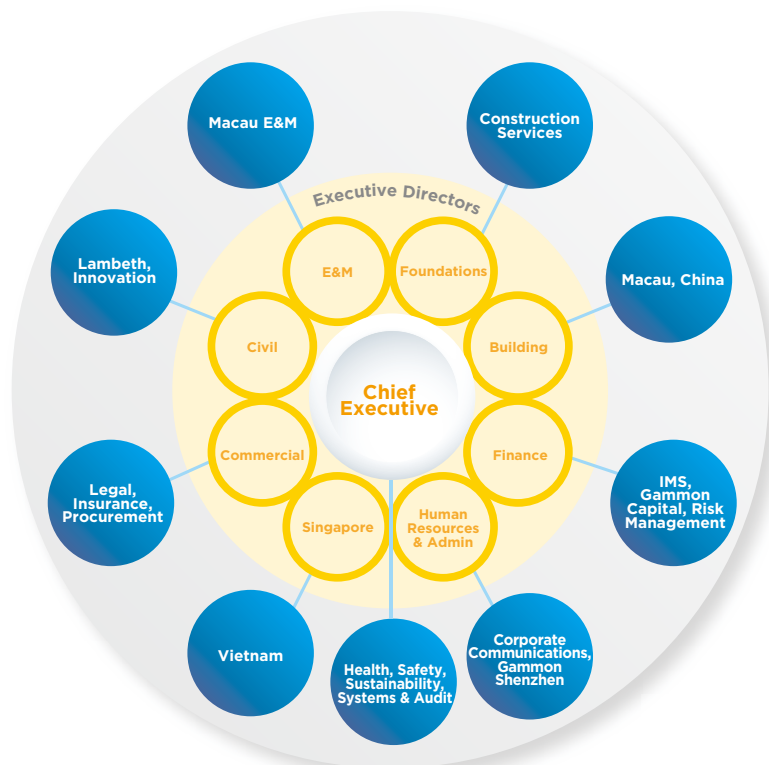 Macau E&M
Construction
Services
Executive Directors
Lambeth,
Innovation
E&M
Foundations
Macau, China
Civil
Building
Chief
Executive
Commercial
Finance
Legal,
Insurance,
Procurement
IMS,
Gammon
Capital, Risk
Management
Singapore
Human
Resources
& Admin
Vietnam
Health, Safety,
Sustainability,
Systems & Audit
Corporate
Communications,
Gammon
Shenzhen